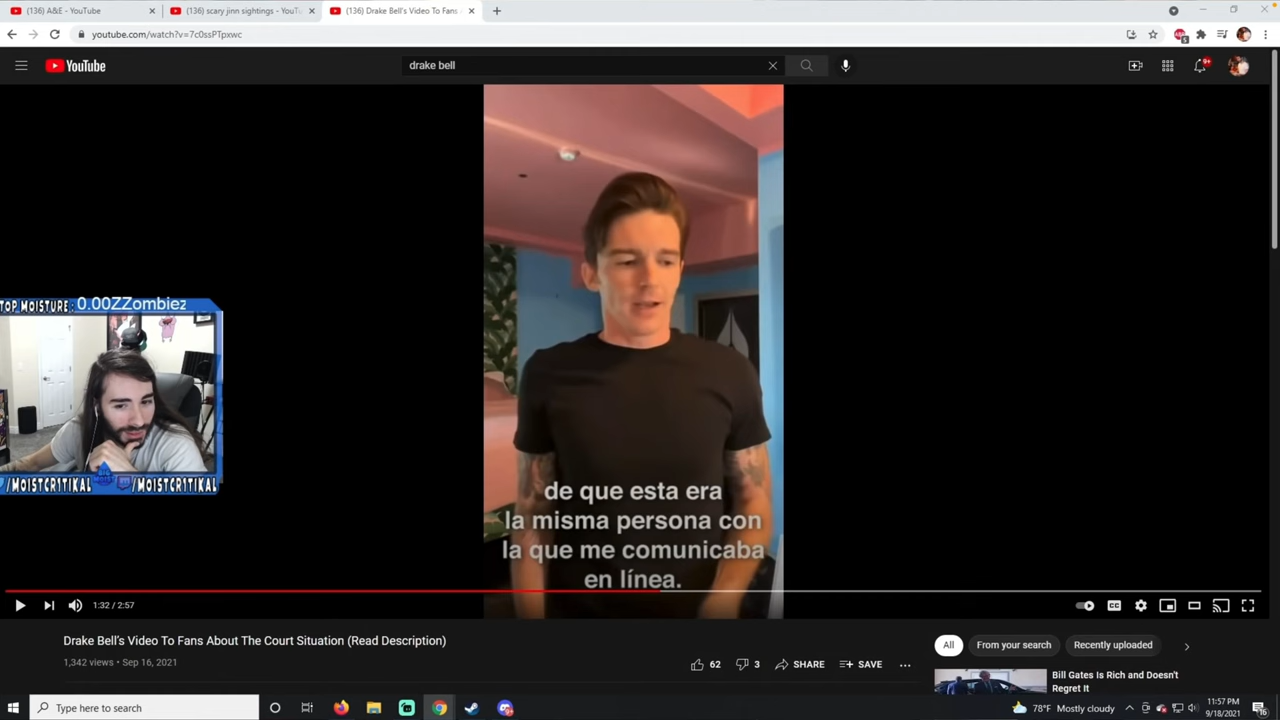 (136) A&E - YouTube
(136) scary jinn sightings - YouTu
(136) Drake Bell's Video To Fans
youtube.com/watch?v=7c0ssPTpxwc
5
YouTube
drake bell
9+
TOP MOISTURE: 0.00ZZombiez
/MOISTCR1TIKAL /MOISTCR1TIKAL
de que esta era
la misma persona con
la que me comunicaba
en línea.
1:32 / 2:57
Drake Bell's Video To Fans About The Court Situation (Read Description)
1,342 views • Sep 16, 2021
62
3
SHARE
SAVE
All
From your search
Recently uploaded
Bill Gates Is Rich and Doesn't
Regret It
Type here to search
78°F Mostly cloudy
11:57 PM
9/18/2021
16